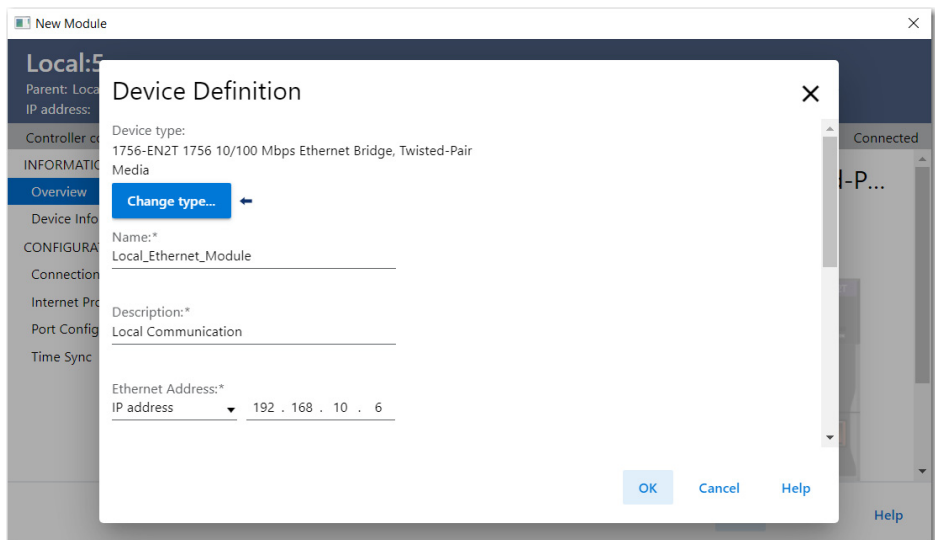 New Module
Local:5
Parent: Loca
IP address:
Controller co
Connected
INFORMATIO
Overview
Device Info
CONFIGURA
Connection
Internet Pro
Port Config
Time Sync
d-P...
Device Definition
Device type:
1756-EN2T 1756 10/100 Mbps Ethernet Bridge, Twisted-Pair
Media
Change type...
Name:*
Local_Ethernet_Module
Description:*
Local Communication
Ethernet Address:*
IP address 192 . 168 . 10 . 6
OK Cancel Help
Help